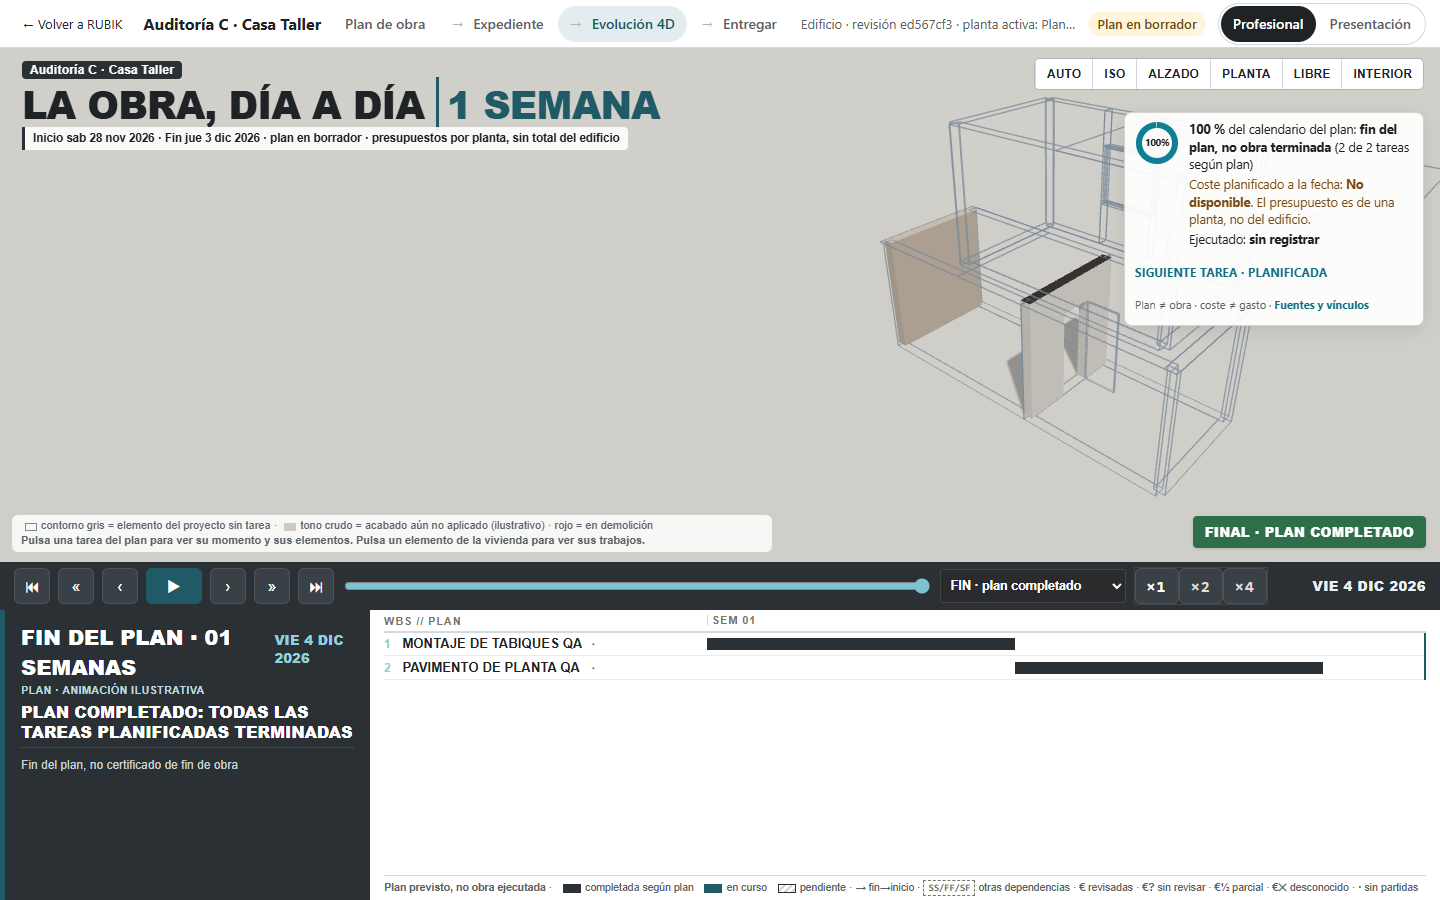 ← Volver a RUBIK
Auditoría C · Casa Taller
Plan de obra
→ Expediente
→ Evolución 4D
→ Entregar
Edificio · revisión ed567cf3 · planta activa: Plan...
Plan en borrador
Profesional
Presentación
Auditoría C · Casa Taller
LA OBRA, DÍA A DÍA 1 SEMANA
Inicio sab 28 nov 2026 · Fin jue 3 dic 2026 · plan en borrador · presupuestos por planta, sin total del edificio
AUTO ISO ALZADO PLANTA LIBRE INTERIOR
100%
100 % del calendario del plan: fin del
plan, no obra terminada (2 de 2 tareas
según plan)
Coste planificado a la fecha: No
disponible. El presupuesto es de una
planta, no del edificio.
Ejecutado: sin registrar
SIGUIENTE TAREA · PLANIFICADA
Plan ≠ obra · coste ≠ gasto · Fuentes y vínculos
contorno gris = elemento del proyecto sin tarea · tono crudo = acabado aún no aplicado (ilustrativo) · rojo = en demolición
Pulsa una tarea del plan para ver su momento y sus elementos. Pulsa un elemento de la vivienda para ver sus trabajos.
FINAL · PLAN COMPLETADO
FIN · plan completado
×1 ×2 ×4
VIE 4 DIC 2026
FIN DEL PLAN · 01
SEMANAS
VIE 4 DIC
2026
PLAN · ANIMACIÓN ILUSTRATIVA
PLAN COMPLETADO: TODAS LAS
TAREAS PLANIFICADAS TERMINADAS
Fin del plan, no certificado de fin de obra
WBS // PLAN
SEM 01
1 MONTAJE DE TABIQUES QA ·
2 PAVIMENTO DE PLANTA QA ·
Plan previsto, no obra ejecutada · completada según plan en curso pendiente · → fin→inicio · SS/FF/SF otras dependencias · € revisadas · €? sin revisar · €½ parcial · €✕ desconocido · · sin partidas